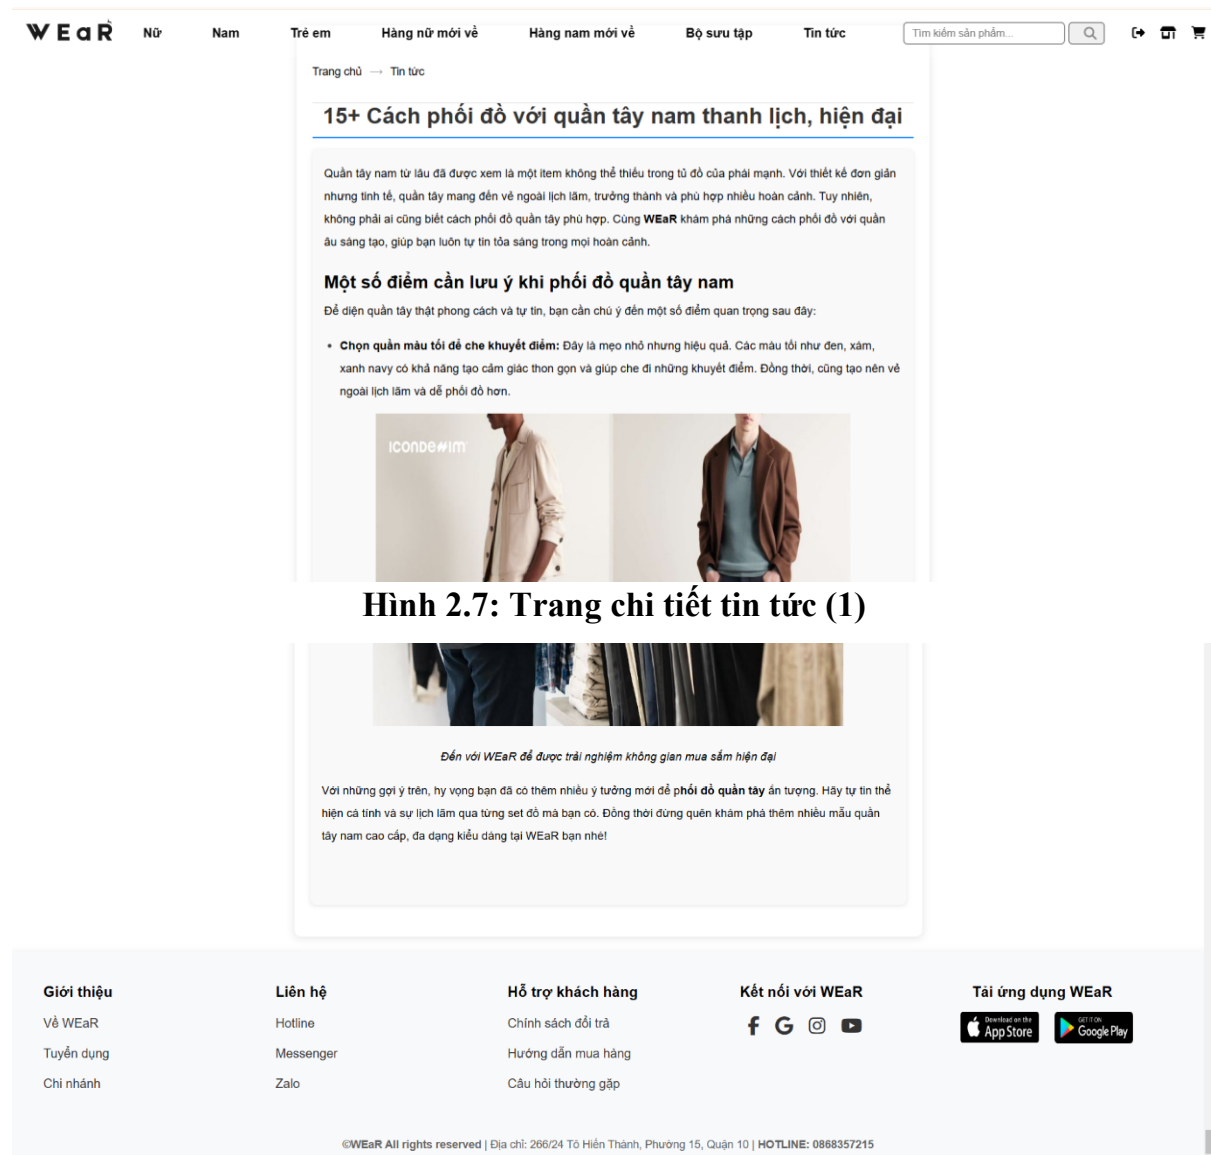 WEaR Nữ Nam Trẻ em Hàng nữ mới về Hàng nam mới về Bộ sưu tập Tin tức Tìm kiếm sản phẩm...
Trang chủ → Tin tức
15+ Cách phối đồ với quần tây nam thanh lịch, hiện đại
Quần tây nam từ lâu đã được xem là một item không thể thiếu trong tủ đồ của phái mạnh. Với thiết kế đơn giản
nhưng tinh tế, quần tây mang đến vẻ ngoài lịch lãm, trưởng thành và phù hợp nhiều hoàn cảnh. Tuy nhiên,
không phải ai cũng biết cách phối đồ quần tây phù hợp. Cùng WEaR khám phá những cách phối đồ với quần
âu sáng tạo, giúp bạn luôn tự tin tỏa sáng trong mọi hoàn cảnh.
Một số điểm cần lưu ý khi phối đồ quần tây nam
Để diện quần tây thật phong cách và tự tin, bạn cần chú ý đến một số điểm quan trọng sau đây:
• Chọn quần màu tối để che khuyết điểm: Đây là mẹo nhỏ nhưng hiệu quả. Các màu tối như đen, xám,
xanh navy có khả năng tạo cảm giác thon gọn và giúp che đi những khuyết điểm. Đồng thời, cũng tạo nên vẻ
ngoài lịch lãm và dễ phối đồ hơn.
ICONDENIM
Hình 2.7: Trang chi tiết tin tức (1)
Đến với WEaR để được trải nghiệm không gian mua sắm hiện đại
Với những gợi ý trên, hy vọng bạn đã có thêm nhiều ý tưởng mới để phối đồ quần tây ấn tượng. Hãy tự tin thể
hiện cá tính và sự lịch lãm qua từng set đồ mà bạn có. Đồng thời đừng quên khám phá thêm nhiều mẫu quần
tây nam cao cấp, đa dạng kiểu dáng tại WEaR bạn nhé!
Giới thiệu Liên hệ Hỗ trợ khách hàng Kết nối với WEaR Tải ứng dụng WEaR
Về WEaR Hotline Chính sách đổi trả Download on the App Store GET IT ON Google Play
Tuyển dụng Messenger Hướng dẫn mua hàng
Chi nhánh Zalo Câu hỏi thường gặp
©WEaR All rights reserved | Địa chỉ: 266/24 Tô Hiến Thành, Phường 15, Quận 10 | HOTLINE: 0868357215